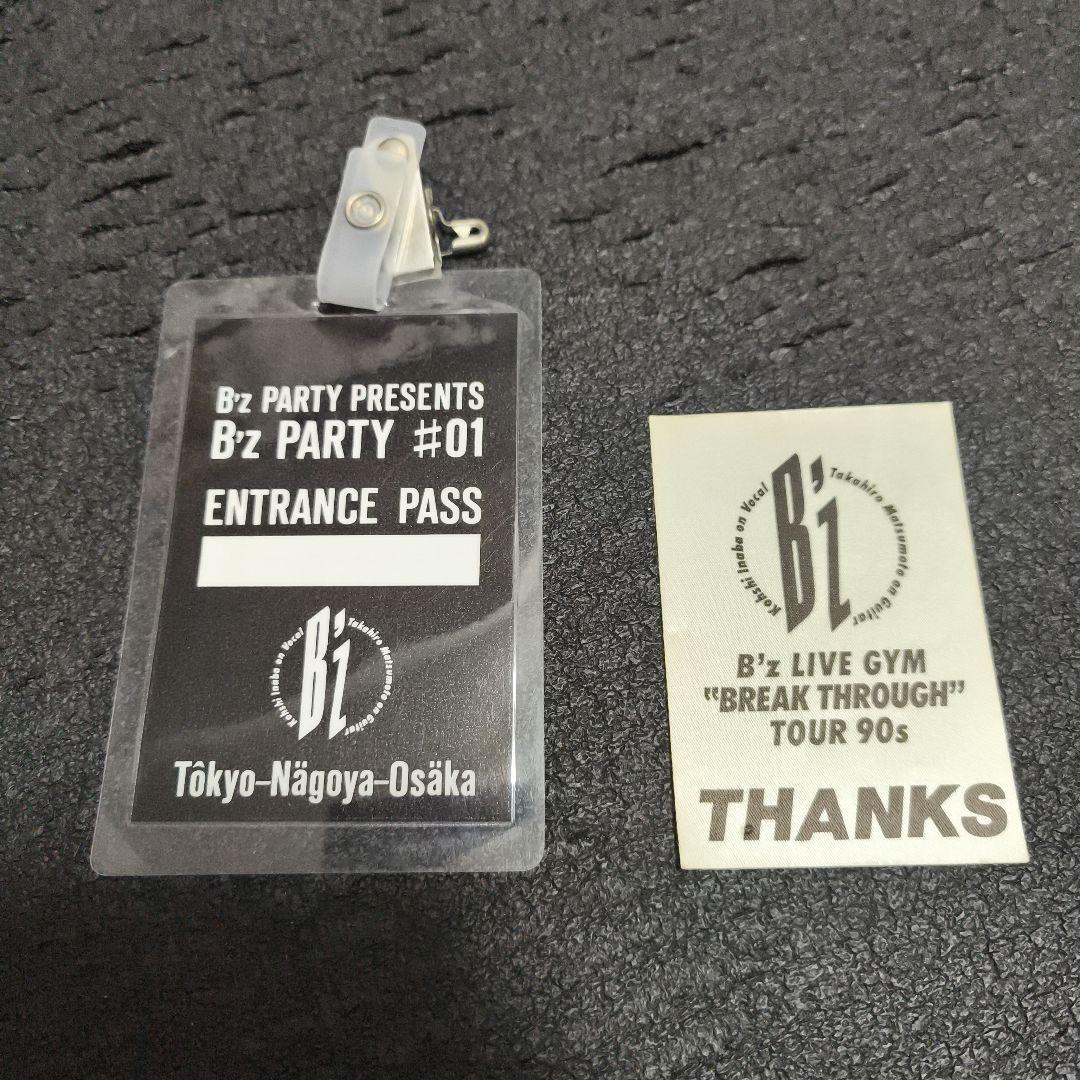 B'z PARTY PRESENTS
B'z PARTY #01
ENTRANCE PASS
B'z
Kohshi Inaba on Vocal
Takahiro Matsumoto on Guitar
Tôkyo-Nägoya-Osäka
B'z
Kohshi Inaba on Vocal
Takahiro Matsumoto on Guitar
B'z LIVE GYM
"BREAK THROUGH"
TOUR 90s
THANKS